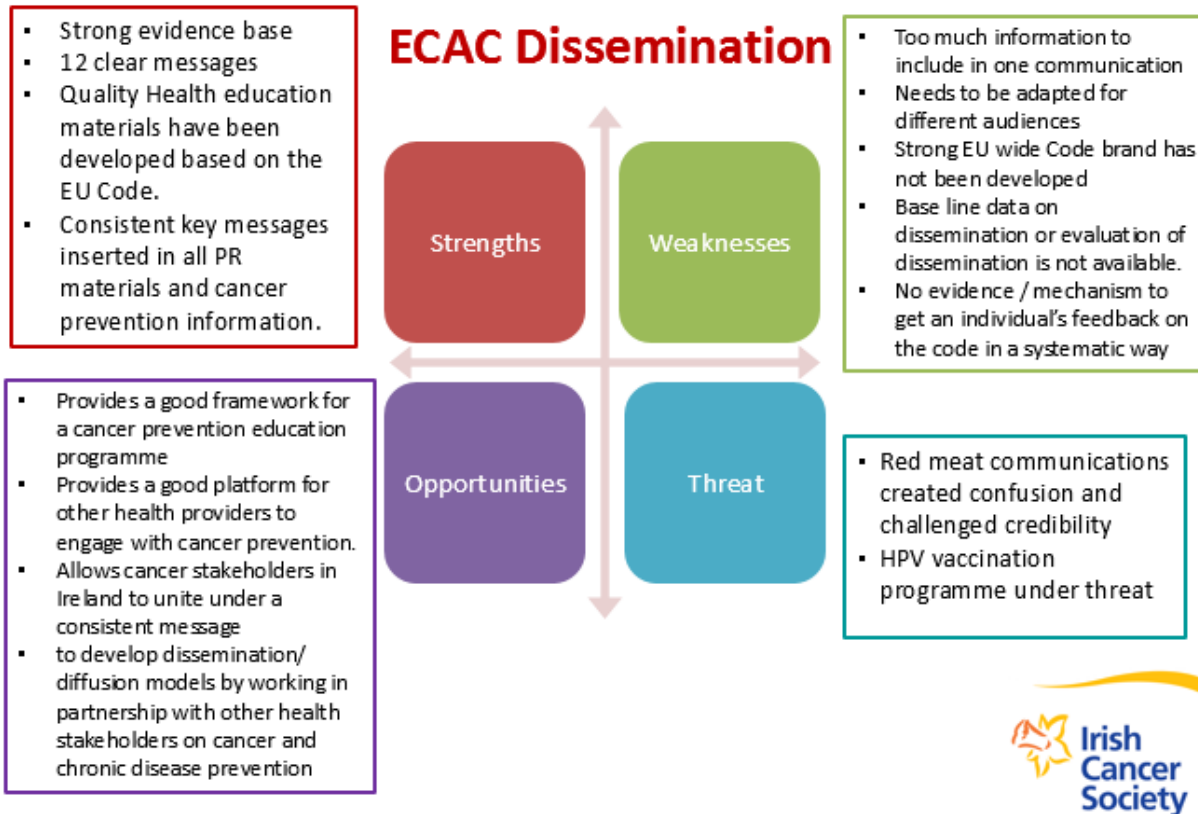 ECAC Dissemination
▪ Strong evidence base
▪ 12 clear messages
▪ Quality Health education
materials have been
developed based on the
EU Code.
▪ Consistent key messages
inserted in all PR
materials and cancer
prevention information.
▪ Too much information to
include in one communication
▪ Needs to be adapted for
different audiences
▪ Strong EU wide Code brand has
not been developed
▪ Base line data on
dissemination or evaluation of
dissemination is not available.
▪ No evidence / mechanism to
get an individual's feedback on
the code in a systematic way
Strengths
Weaknesses
Opportunities
Threat
▪ Provides a good framework for
a cancer prevention education
programme
▪ Provides a good platform for
other health providers to
engage with cancer prevention.
▪ Allows cancer stakeholders in
Ireland to unite under a
consistent message
▪ to develop dissemination/
diffusion models by working in
partnership with other health
stakeholders on cancer and
chronic disease prevention
▪ Red meat communications
created confusion and
challenged credibility
▪ HPV vaccination
programme under threat
Irish
Cancer
Society